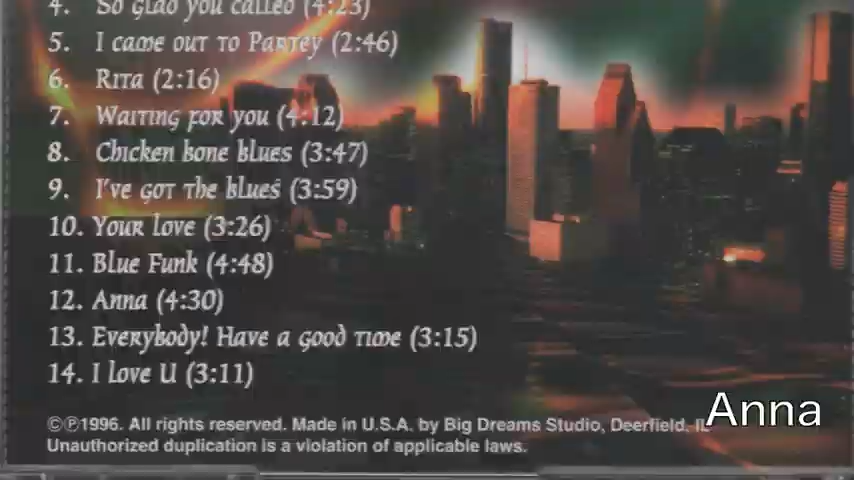 4. So glad you called (4:23)
5. I came out to Partey (2:46)
6. Rita (2:16)
7. Waiting for you (4:12)
8. Chicken bone blues (3:47)
9. I've got the blues (3:59)
10. Your love (3:26)
11. Blue Funk (4:48)
12. Anna (4:30)
13. Everybody! Have a good time (3:15)
14. I love U (3:11)
©℗1996. All rights reserved. Made in U.S.A. by Big Dreams Studio, Deerfield, IL
Unauthorized duplication is a violation of applicable laws.
Anna